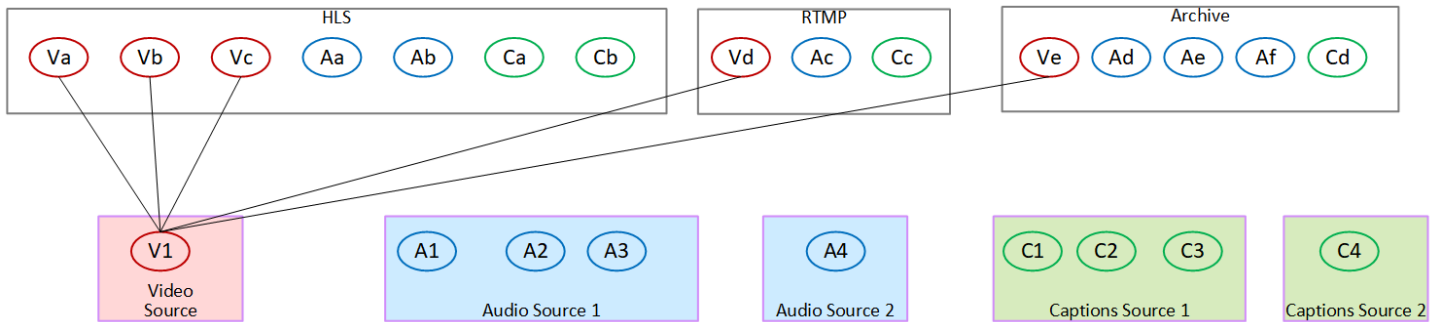 HLS
Va Vb Vc Aa Ab Ca Cb
RTMP
Vd Ac Cc
Archive
Ve Ad Ae Af Cd
V1
Video
Source
A1 A2 A3
Audio Source 1
A4
Audio Source 2
C1 C2 C3
Captions Source 1
C4
Captions Source 2